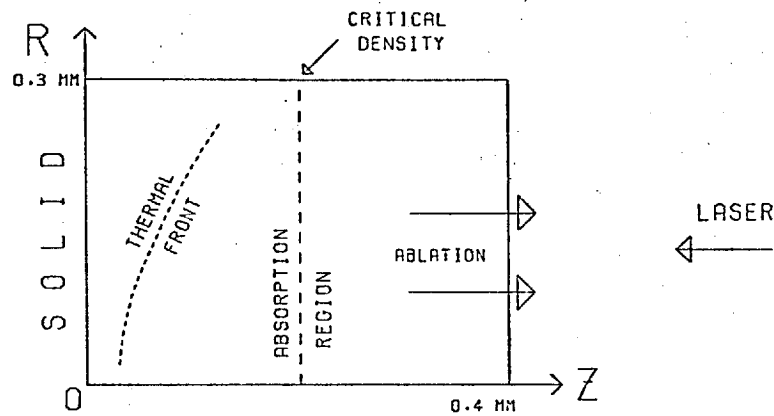 CRITICAL
DENSITY
R
0.3 MM
SOLID
THERMAL
FRONT
ABSORPTION
REGION
ABLATION
LASER
0
0.4 MM
Z